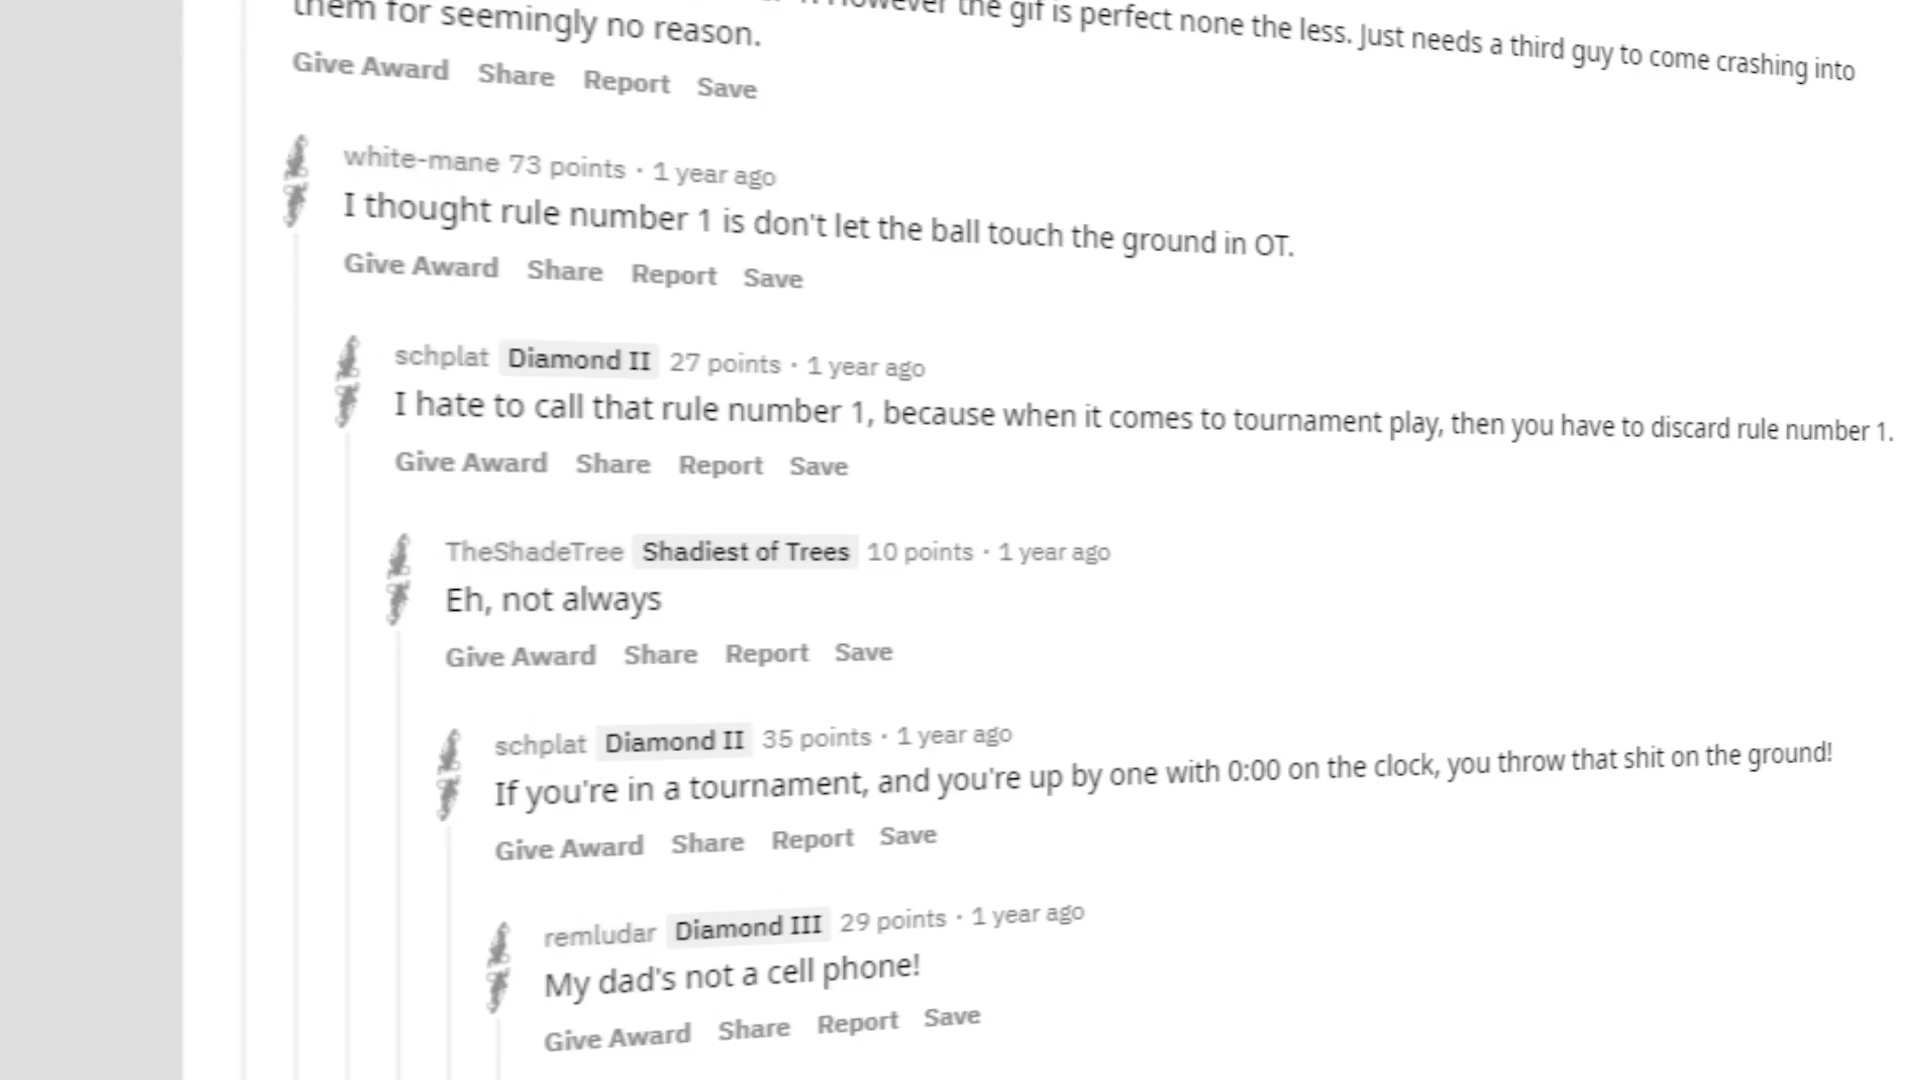 however the gif is perfect none the less. Just needs a third guy to come crashing into
them for seemingly no reason.
Give Award Share Report Save
white-mane 73 points · 1 year ago
I thought rule number 1 is don't let the ball touch the ground in OT.
Give Award Share Report Save
schplat Diamond II 27 points · 1 year ago
I hate to call that rule number 1, because when it comes to tournament play, then you have to discard rule number 1.
Give Award Share Report Save
TheShadeTree Shadiest of Trees 10 points · 1 year ago
Eh, not always
Give Award Share Report Save
schplat Diamond II 35 points · 1 year ago
If you're in a tournament, and you're up by one with 0:00 on the clock, you throw that shit on the ground!
Give Award Share Report Save
remludar Diamond III 29 points · 1 year ago
My dad's not a cell phone!
Give Award Share Report Save